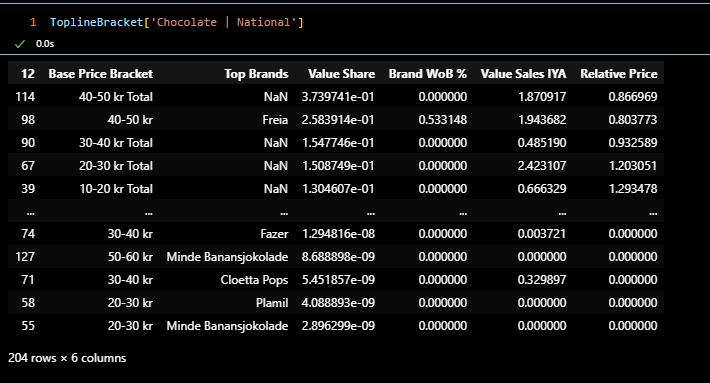 1 ToplineBracket['Chocolate | National']
✓ 0.0s
12 Base Price Bracket Top Brands Value Share Brand WoB % Value Sales IYA Relative Price
114 40-50 kr Total NaN 3.739741e-01 0.000000 1.870917 0.866969
98 40-50 kr Freia 2.583914e-01 0.533148 1.943682 0.803773
90 30-40 kr Total NaN 1.547746e-01 0.000000 0.485190 0.932589
67 20-30 kr Total NaN 1.508749e-01 0.000000 2.423107 1.203051
39 10-20 kr Total NaN 1.304607e-01 0.000000 0.666329 1.293478
... ... ... ... ... ... ...
74 30-40 kr Fazer 1.294816e-08 0.000000 0.003721 0.000000
127 50-60 kr Minde Banansjokolade 8.688898e-09 0.000000 0.000000 0.000000
71 30-40 kr Cloetta Pops 5.451857e-09 0.000000 0.329897 0.000000
58 20-30 kr Plamil 4.088893e-09 0.000000 0.000000 0.000000
55 20-30 kr Minde Banansjokolade 2.896299e-09 0.000000 0.000000 0.000000
204 rows × 6 columns